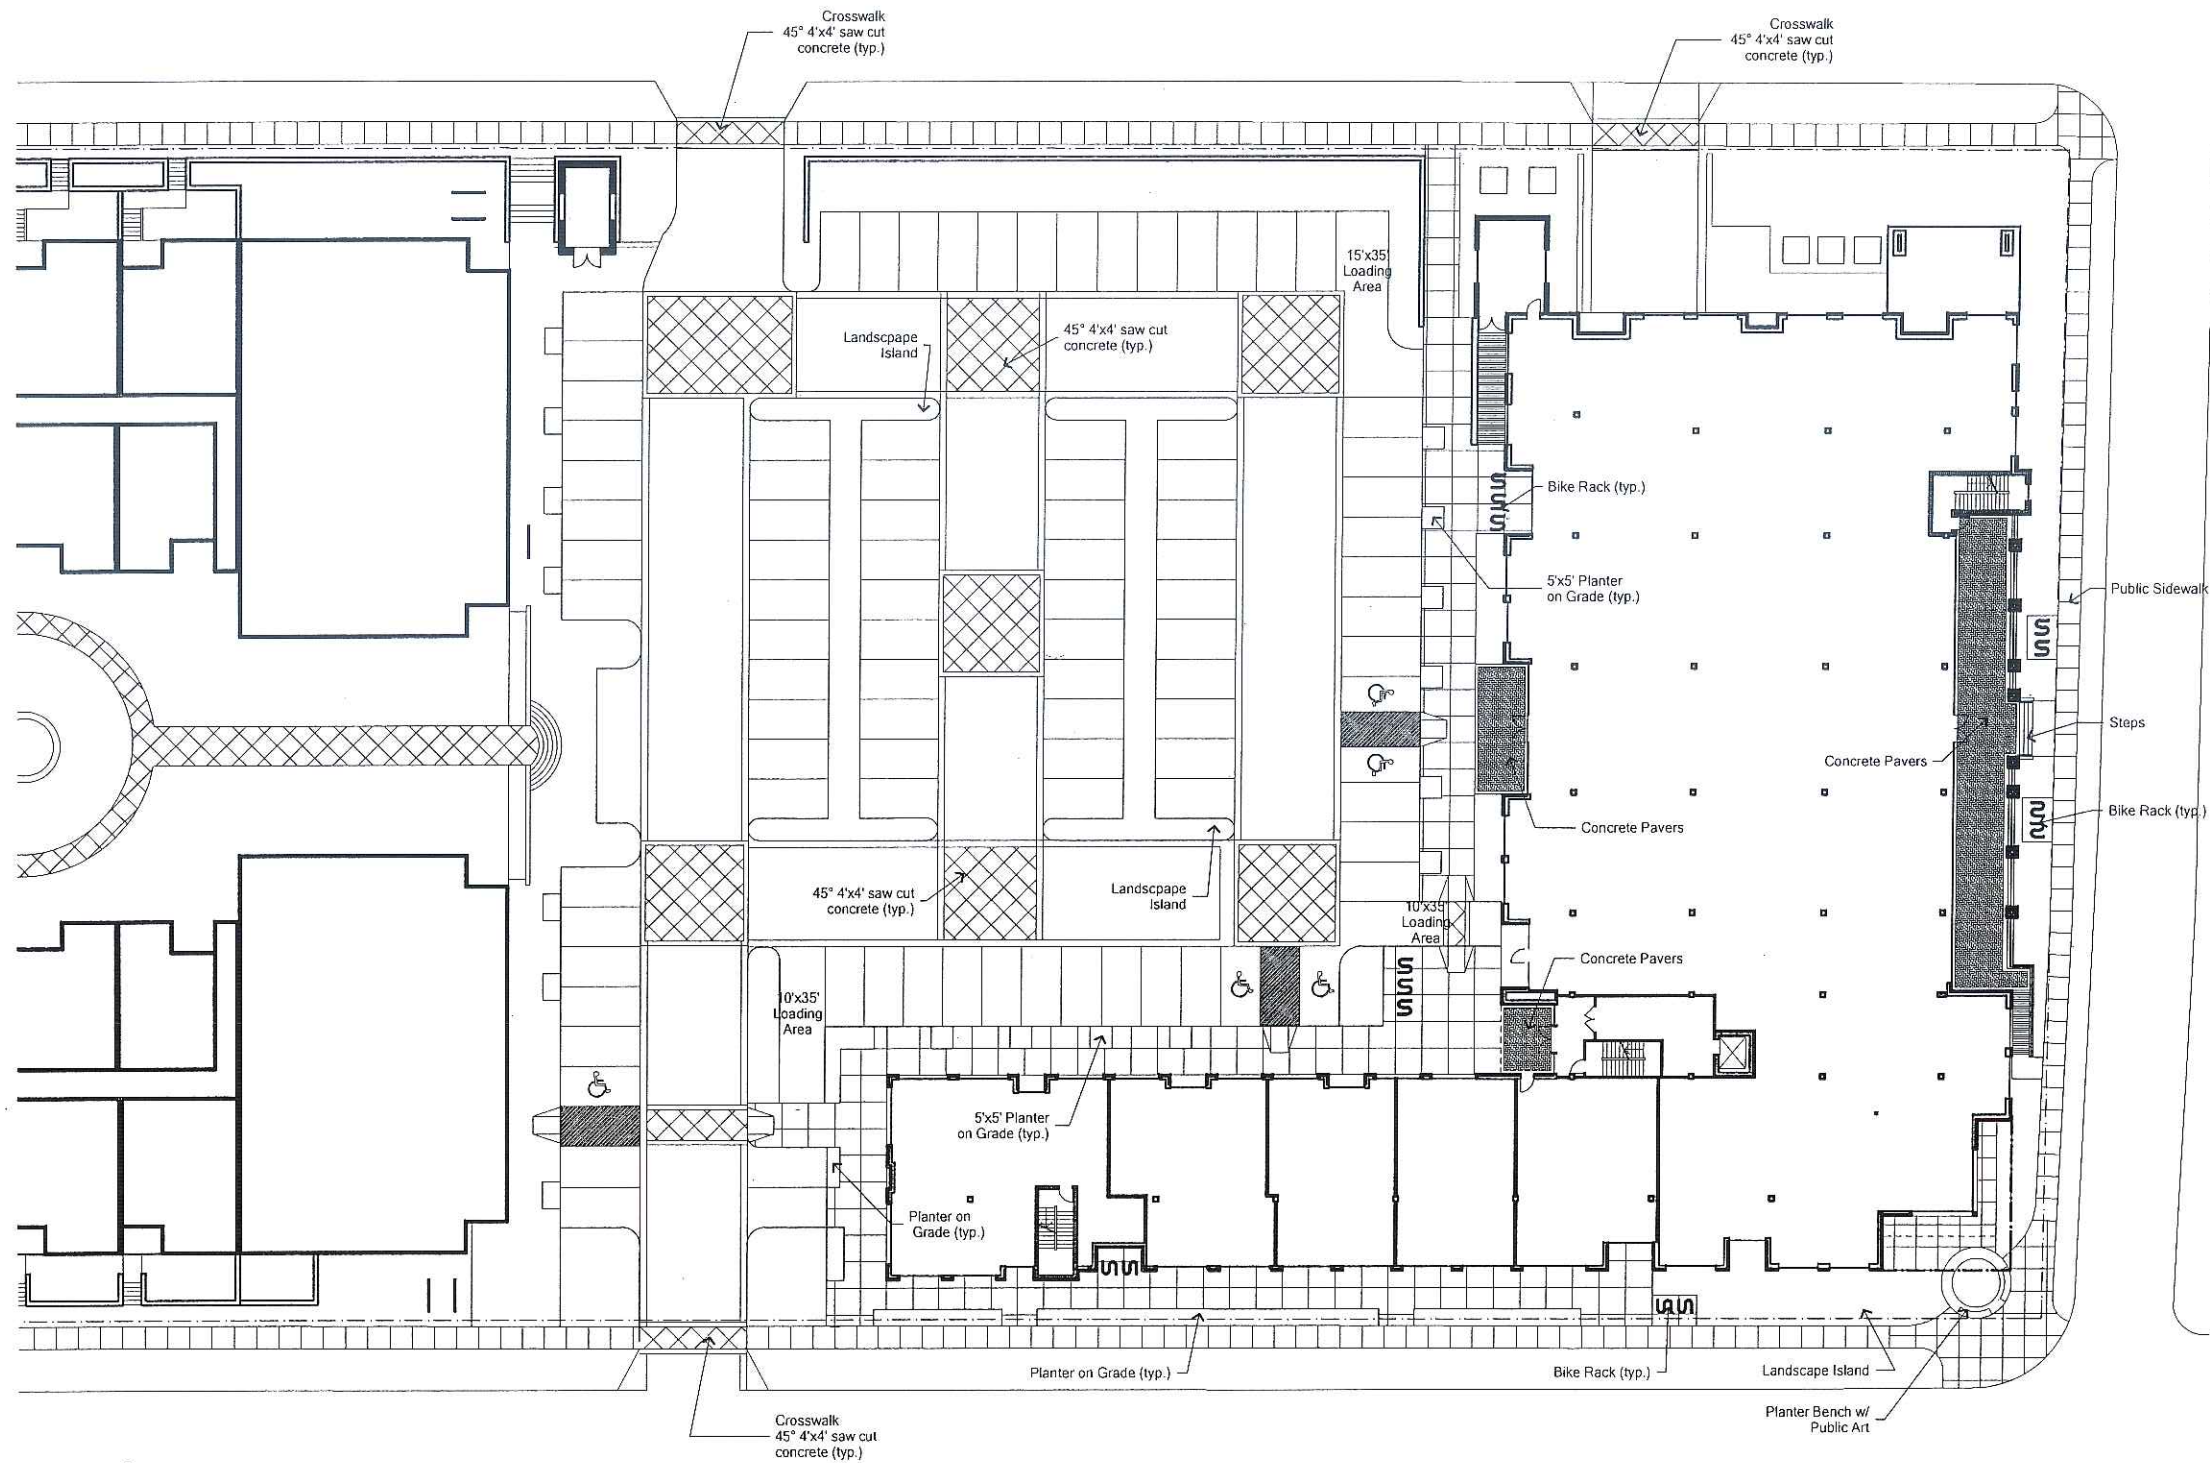 Crosswalk
45° 4'x4' saw cut
concrete (typ.)
Crosswalk
45° 4'x4' saw cut
concrete (typ.)
15'x35'
Loading
Area
Landscpape
Island
45° 4'x4' saw cut
concrete (typ.)
Bike Rack (typ.)
5'x5' Planter
on Grade (typ.)
Public Sidewalk
Steps
Concrete Pavers
Bike Rack (typ.)
Concrete Pavers
45° 4'x4' saw cut
concrete (typ.)
Landscpape
Island
10'x35'
Loading
Area
Concrete Pavers
10'x35'
Loading
Area
5'x5' Planter
on Grade (typ.)
Planter on
Grade (typ.)
Planter on Grade (typ.)
Bike Rack (typ.)
Landscape Island
Planter Bench w/
Public Art
Crosswalk
45° 4'x4' saw cut
concrete (typ.)